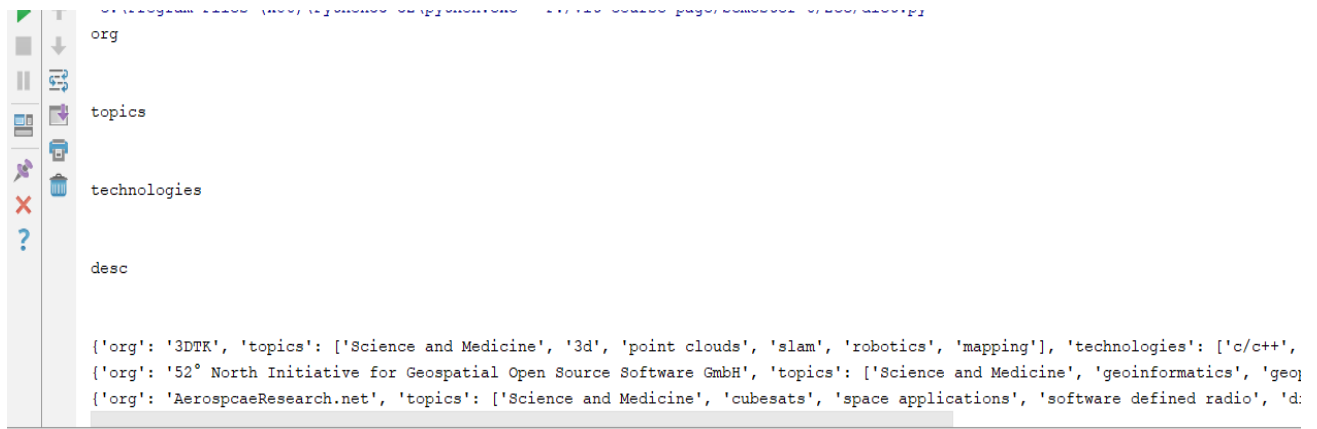 org
topics
technologies
desc
{'org': '3DTK', 'topics': ['Science and Medicine', '3d', 'point clouds', 'slam', 'robotics', 'mapping'], 'technologies': ['c/c++',
{'org': '52° North Initiative for Geospatial Open Source Software GmbH', 'topics': ['Science and Medicine', 'geoinformatics', 'geo
{'org': 'AerospcaeResearch.net', 'topics': ['Science and Medicine', 'cubesats', 'space applications', 'software defined radio', 'd